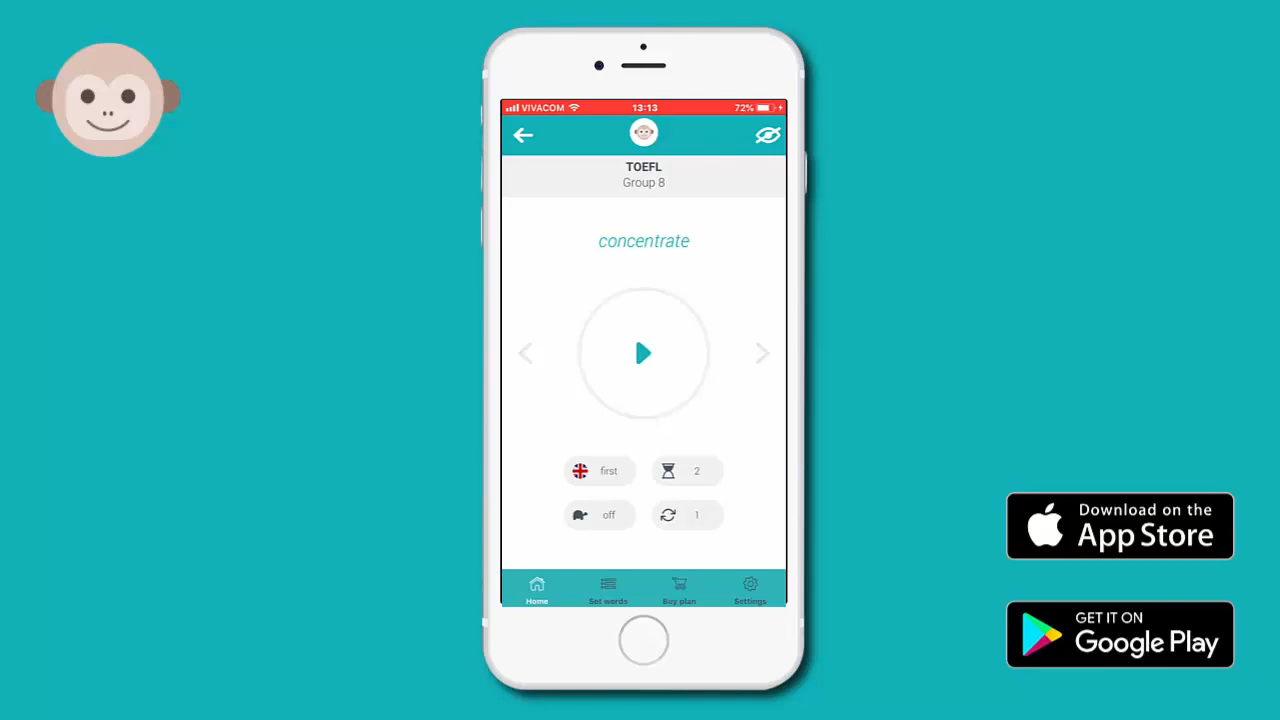 VIVACOM 13:13 72%
TOEFL
Group 8
concentrate
first 2
off 1
Home Set words Buy plan Settings
Download on the
App Store
GET IT ON
Google Play